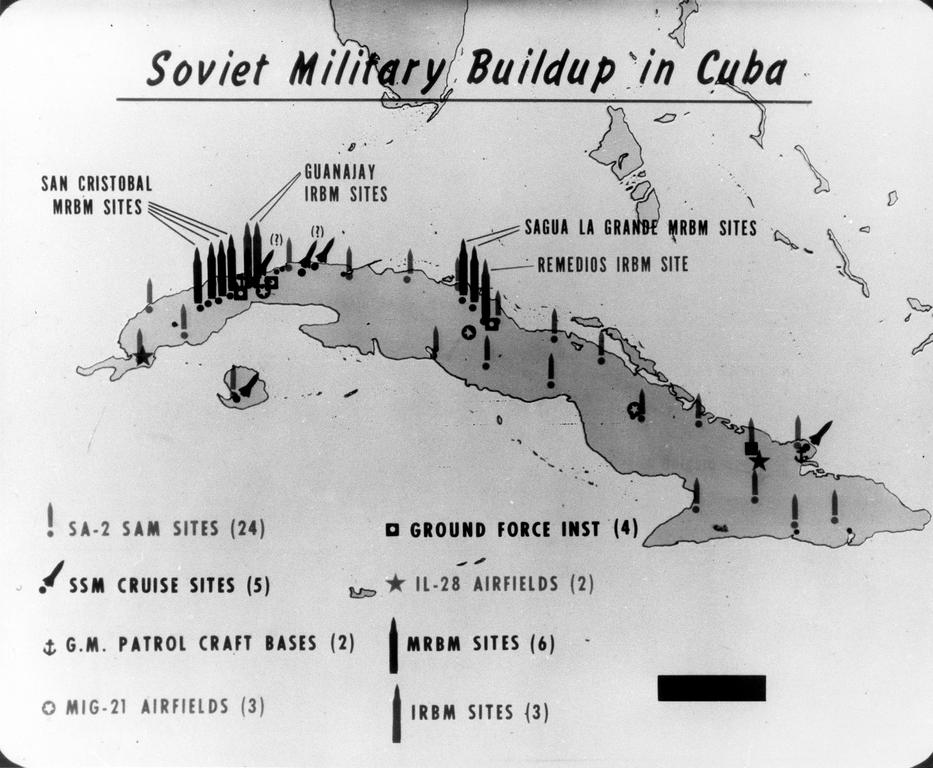 Soviet Military Buildup in Cuba
SAN CRISTOBAL
MRBM SITES
GUANAJAY
IRBM SITES
(?)
(?)
SAGUA LA GRANDE MRBM SITES
REMEDIOS IRBM SITE
SA-2 SAM SITES (24)
SSM CRUISE SITES (5)
G.M. PATROL CRAFT BASES (2)
MIG-21 AIRFIELDS (3)
GROUND FORCE INST (4)
IL-28 AIRFIELDS (2)
MRBM SITES (6)
IRBM SITES (3)